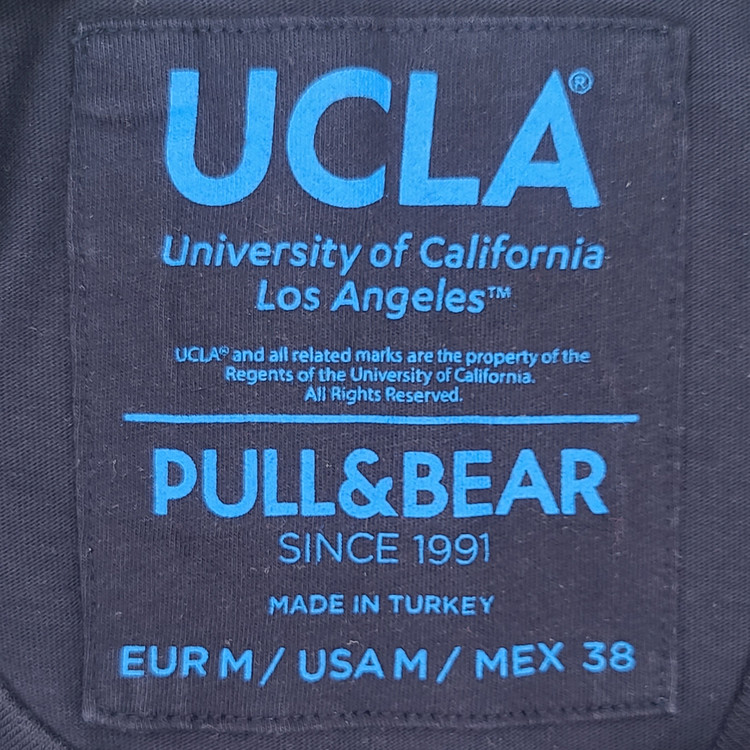 UCLA®
University of California
Los Angeles™
UCLA® and all related marks are the property of the
Regents of the University of California.
All Rights Reserved.
PULL&BEAR
SINCE 1991
MADE IN TURKEY
EUR M / USA M / MEX 38